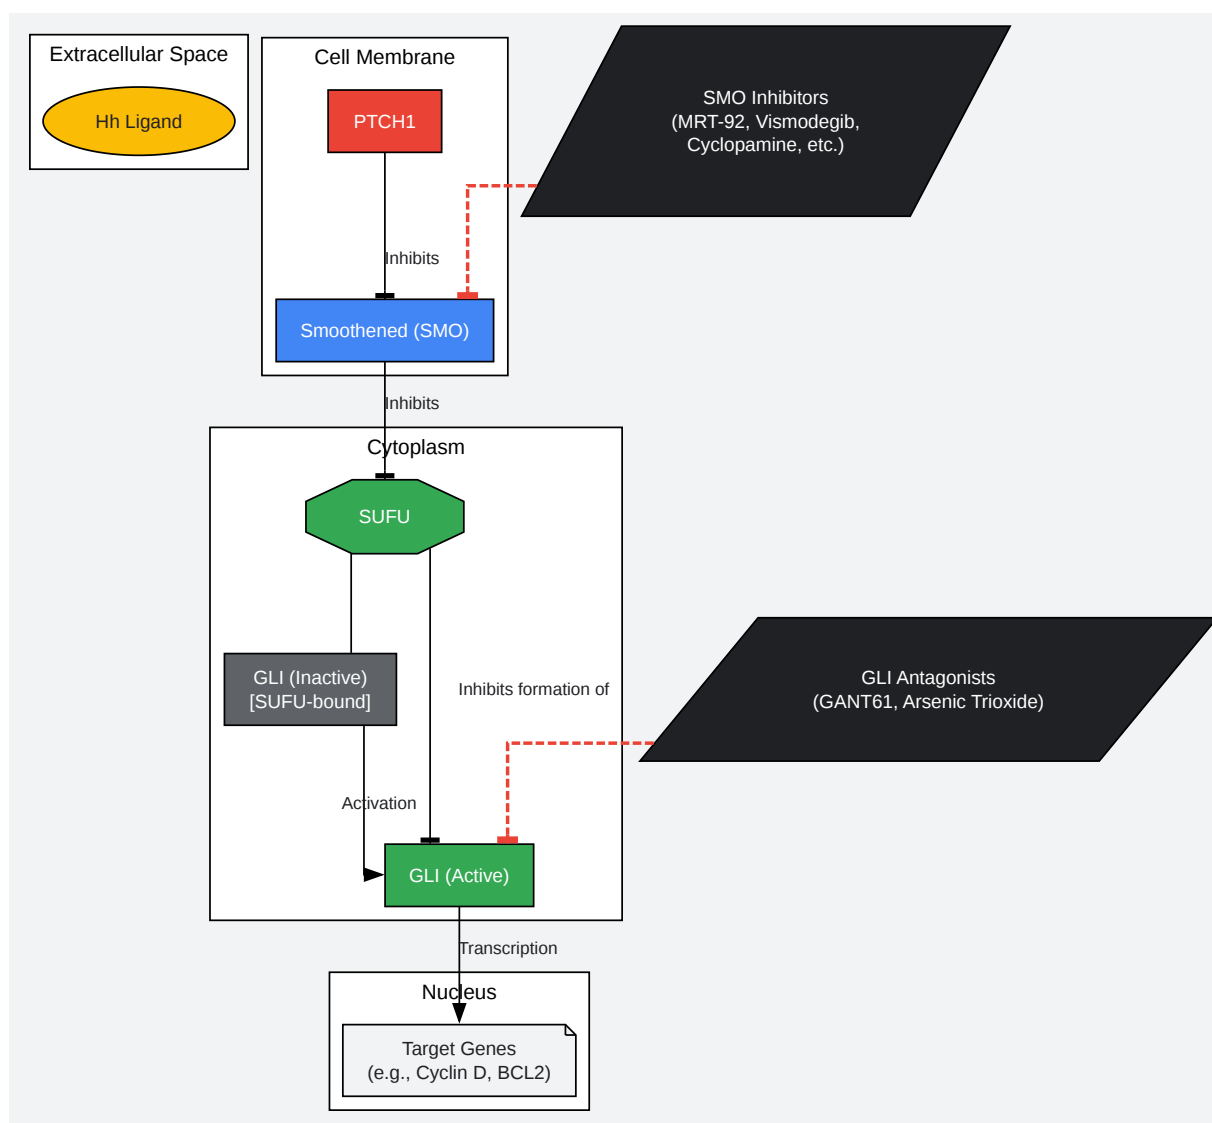 Extracellular Space
Hh Ligand
Cell Membrane
PTCH1
SMO Inhibitors
(MRT-92, Vismodegib,
Cyclopamine, etc.)
Inhibits
Smoothened (SMO)
Inhibits
Cytoplasm
SUFU
GLI (Inactive)
[SUFU-bound]
Inhibits formation of
GLI Antagonists
(GANT61, Arsenic Trioxide)
Activation
GLI (Active)
Transcription
Nucleus
Target Genes
(e.g., Cyclin D, BCL2)